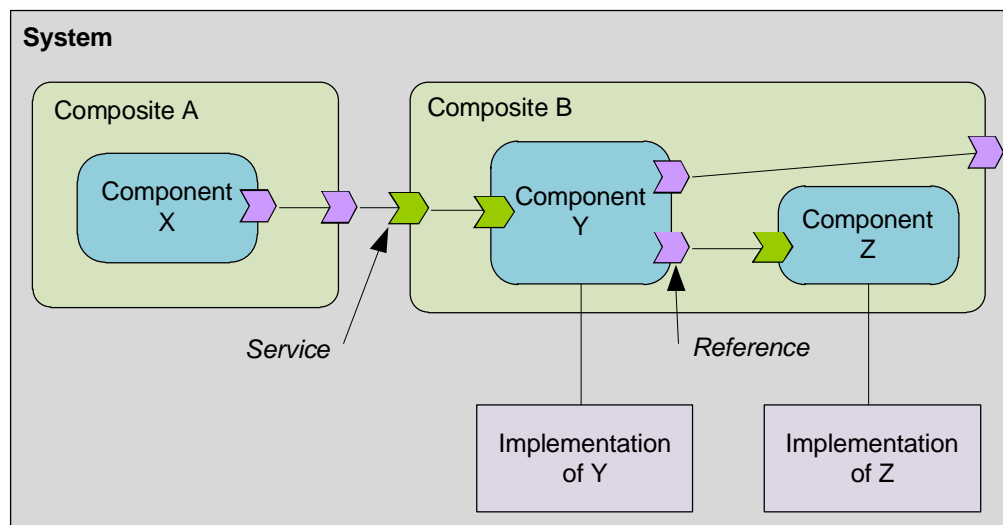 System
Composite A
Composite B
Component
X
Component
Y
Component
Z
Service
Reference
Implementation
of Y
Implementation
of Z